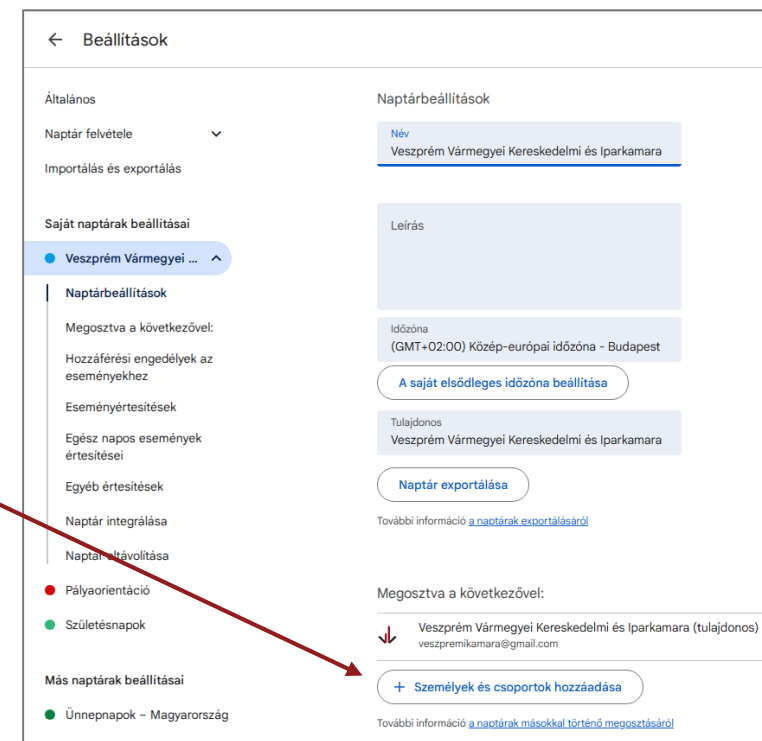 Beállítások
Általános
Naptár felvétele
Importálás és exportálás
Saját naptárak beállításai
Veszprém Vármegyei ...
Naptárbeállítások
Megosztva a következővel:
Hozzáférési engedélyek az
eseményekhez
Eseményértesítések
Egész napos események
értesítései
Egyéb értesítések
Naptár integrálása
Naptár eltávolítása
Pályaorientáció
Születésnapok
Más naptárak beállításai
Ünnepnapok – Magyarország
Naptárbeállítások
Név
Veszprém Vármegyei Kereskedelmi és Iparkamara
Leírás
Időzóna
(GMT+02:00) Közép-európai időzóna - Budapest
A saját elsődleges időzóna beállítása
Tulajdonos
Veszprém Vármegyei Kereskedelmi és Iparkamara
Naptár exportálása
További információ a naptárak exportálásáról
Megosztva a következővel:
Veszprém Vármegyei Kereskedelmi és Iparkamara (tulajdonos)
veszpremikamara@gmail.com
+ Személyek és csoportok hozzáadása
További információ a naptárak másokkal történő megosztásáról